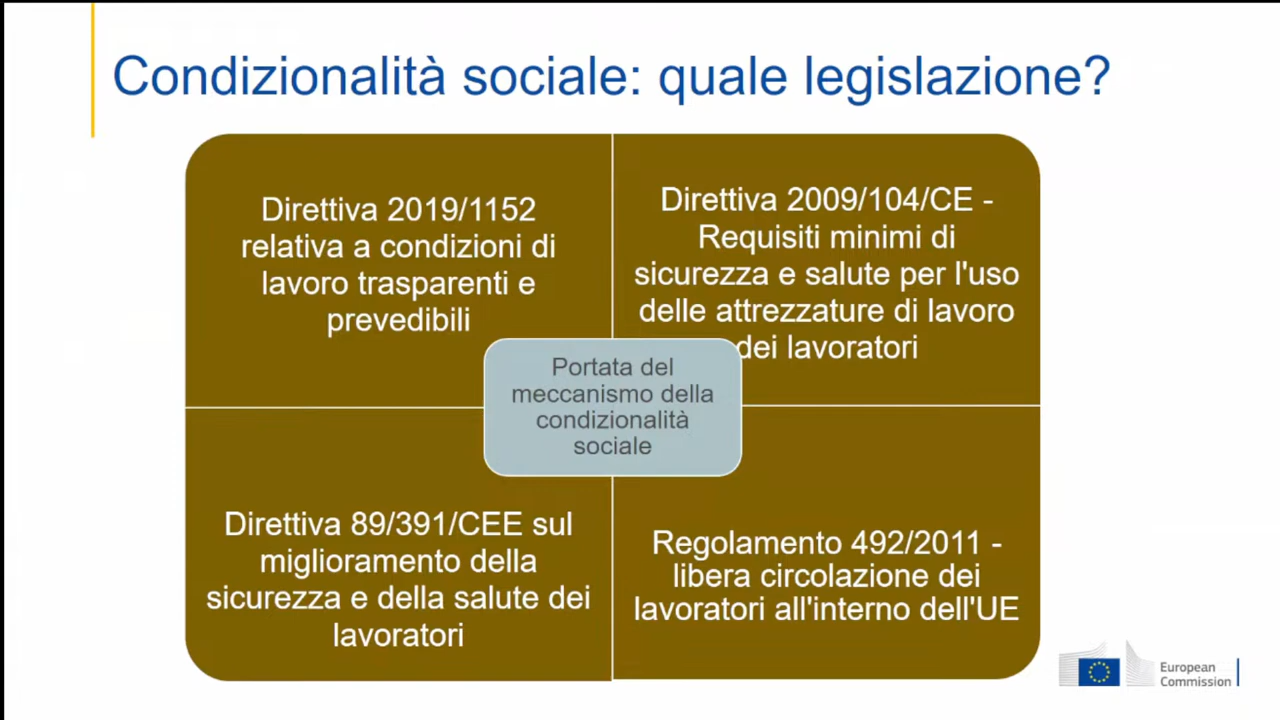 Condizionalità sociale: quale legislazione?
Direttiva 2019/1152
relativa a condizioni di
lavoro trasparenti e
prevedibili
Direttiva 2009/104/CE -
Requisiti minimi di
sicurezza e salute per l'uso
delle attrezzature di lavoro
dei lavoratori
Portata del
meccanismo della
condizionalità
sociale
Direttiva 89/391/CEE sul
miglioramento della
sicurezza e della salute dei
lavoratori
Regolamento 492/2011 -
libera circolazione dei
lavoratori all'interno dell'UE
European
Commission